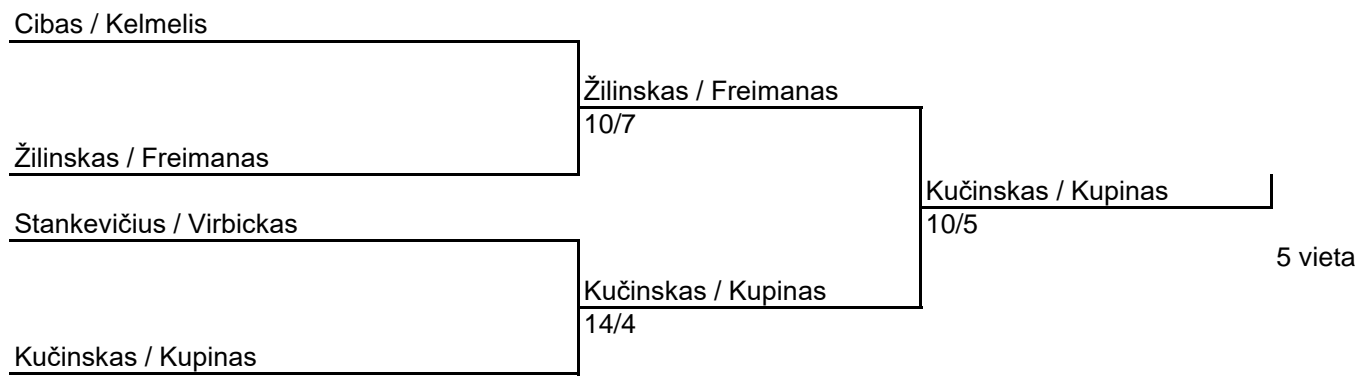 Cibas / Kelmelis
Žilinskas / Freimanas
10/7
Žilinskas / Freimanas
Kučinskas / Kupinas
Stankevičius / Virbickas
10/5
5 vieta
Kučinskas / Kupinas
14/4
Kučinskas / Kupinas